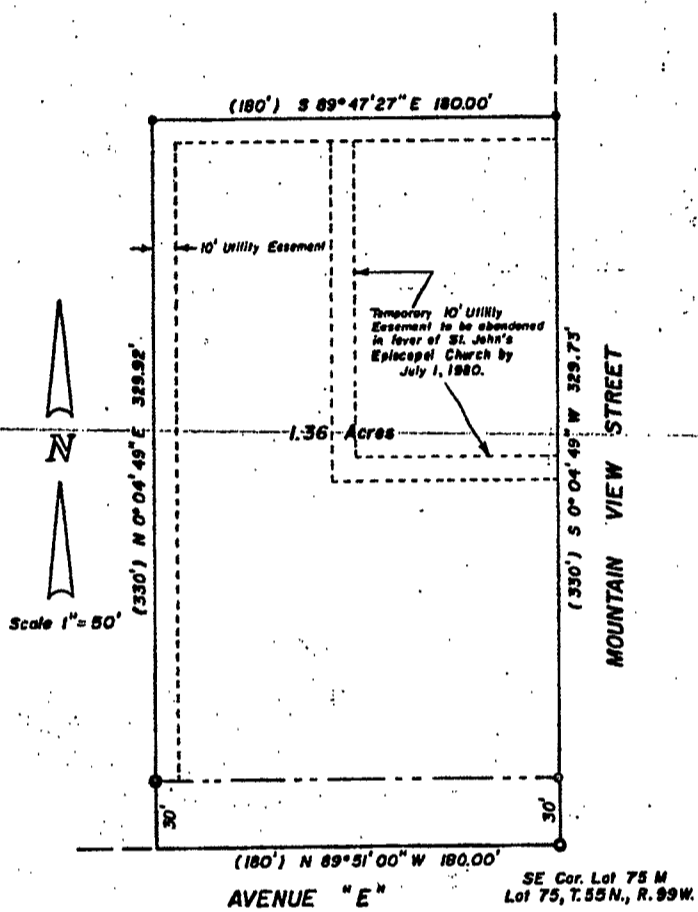 (180') S 89°47'27" E 180.00'
10' Utility Easement
Temporary 10' Utility
Easement to be abandoned
in favor of St. John's
Episcopal Church by
July 1, 1980.
(330') N 0°04'49" E 329.92'
1.36 Acres
(330') S 0°04'49" W 329.73'
MOUNTAIN VIEW STREET
N
Scale 1"=50'
30'
30'
(180') N 89°51'00" W 180.00'
AVENUE "E"
SE Cor. Lot 75 M
Lot 75, T.55N., R.99W.